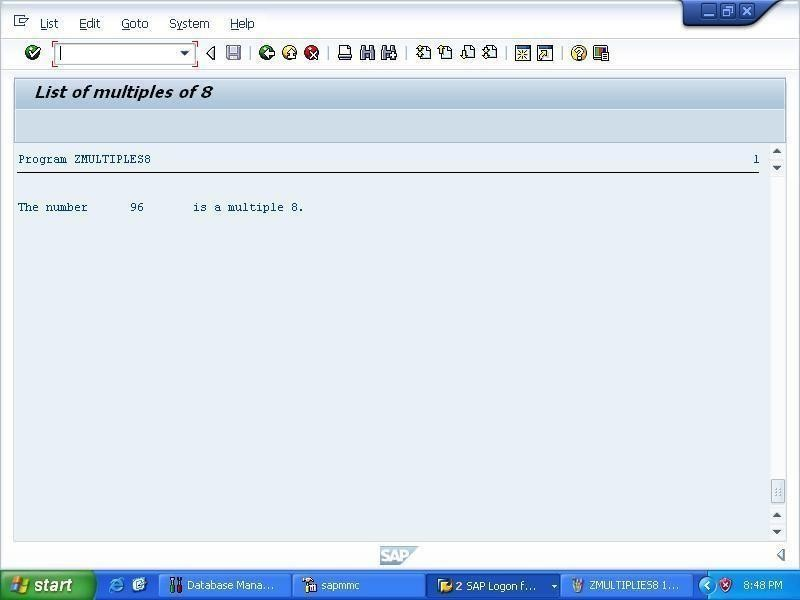 List Edit Goto System Help
List of multiples of 8
Program ZMULTIPLES8 1
The number 96 is a multiple 8.
SAP
start Database Mana... sapmmc 2 SAP Logon f... ZMULTIPLIES8 1... 8:48 PM